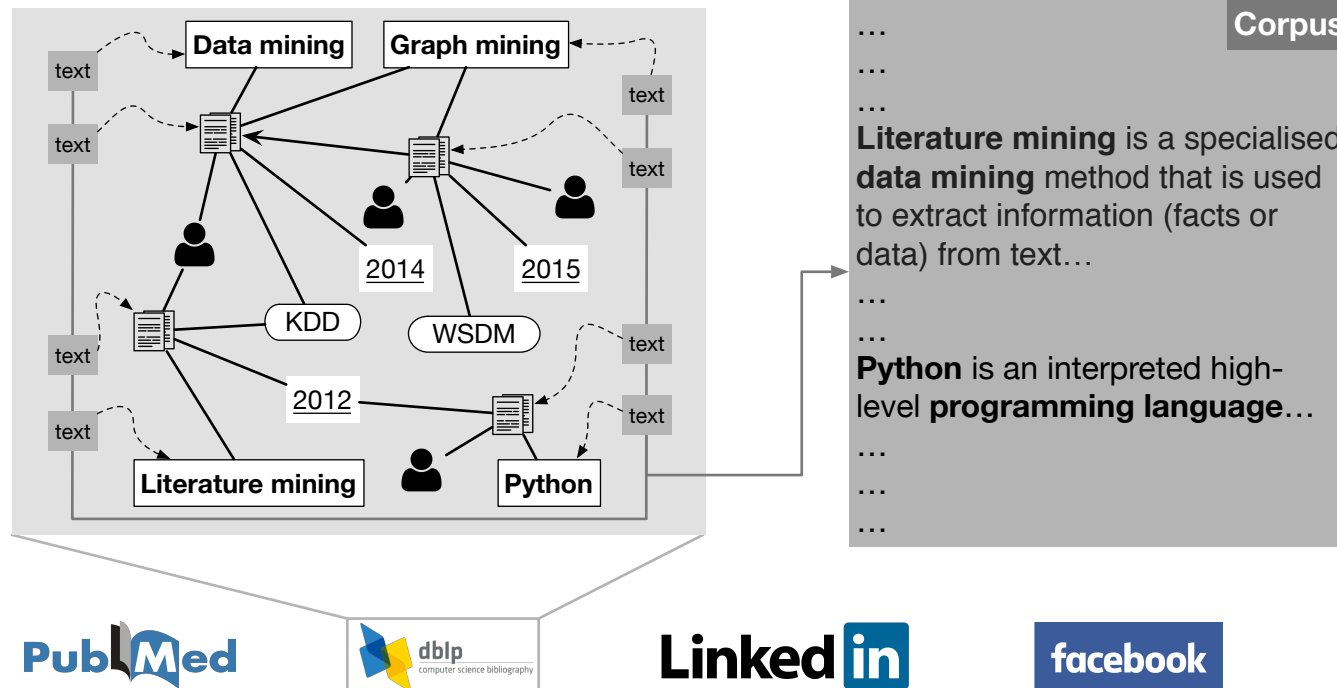 Data mining
Graph mining
text
text
text
text
2014
2015
KDD
WSDM
text
text
2012
text
text
Literature mining
Python
Corpus
…
…
…
Literature mining is a specialised
data mining method that is used
to extract information (facts or
data) from text…
…
…
Python is an interpreted high-
level programming language…
…
…
…
PubMed
dblp
computer science bibliography
Linked in
facebook